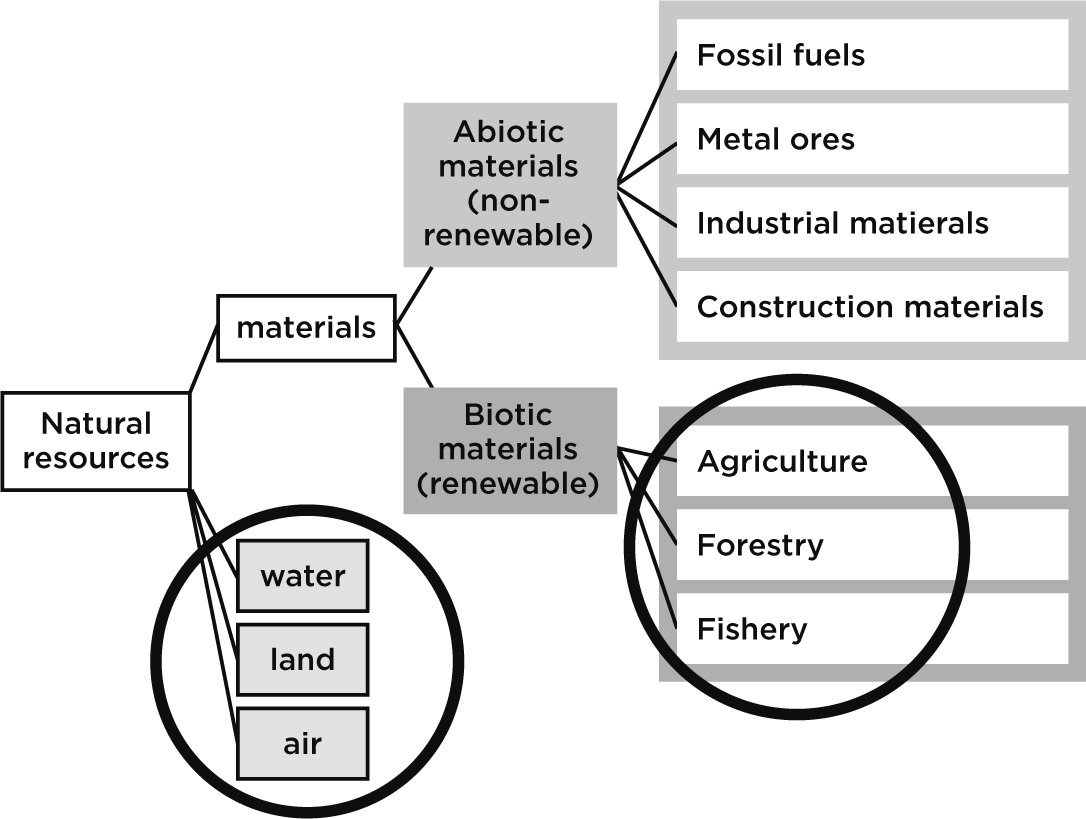 Fossil fuels
Abiotic
materials
(non-
renewable)
Metal ores
Industrial matierals
Construction materials
materials
Natural
resources
Biotic
materials
(renewable)
Agriculture
Forestry
Fishery
water
land
air